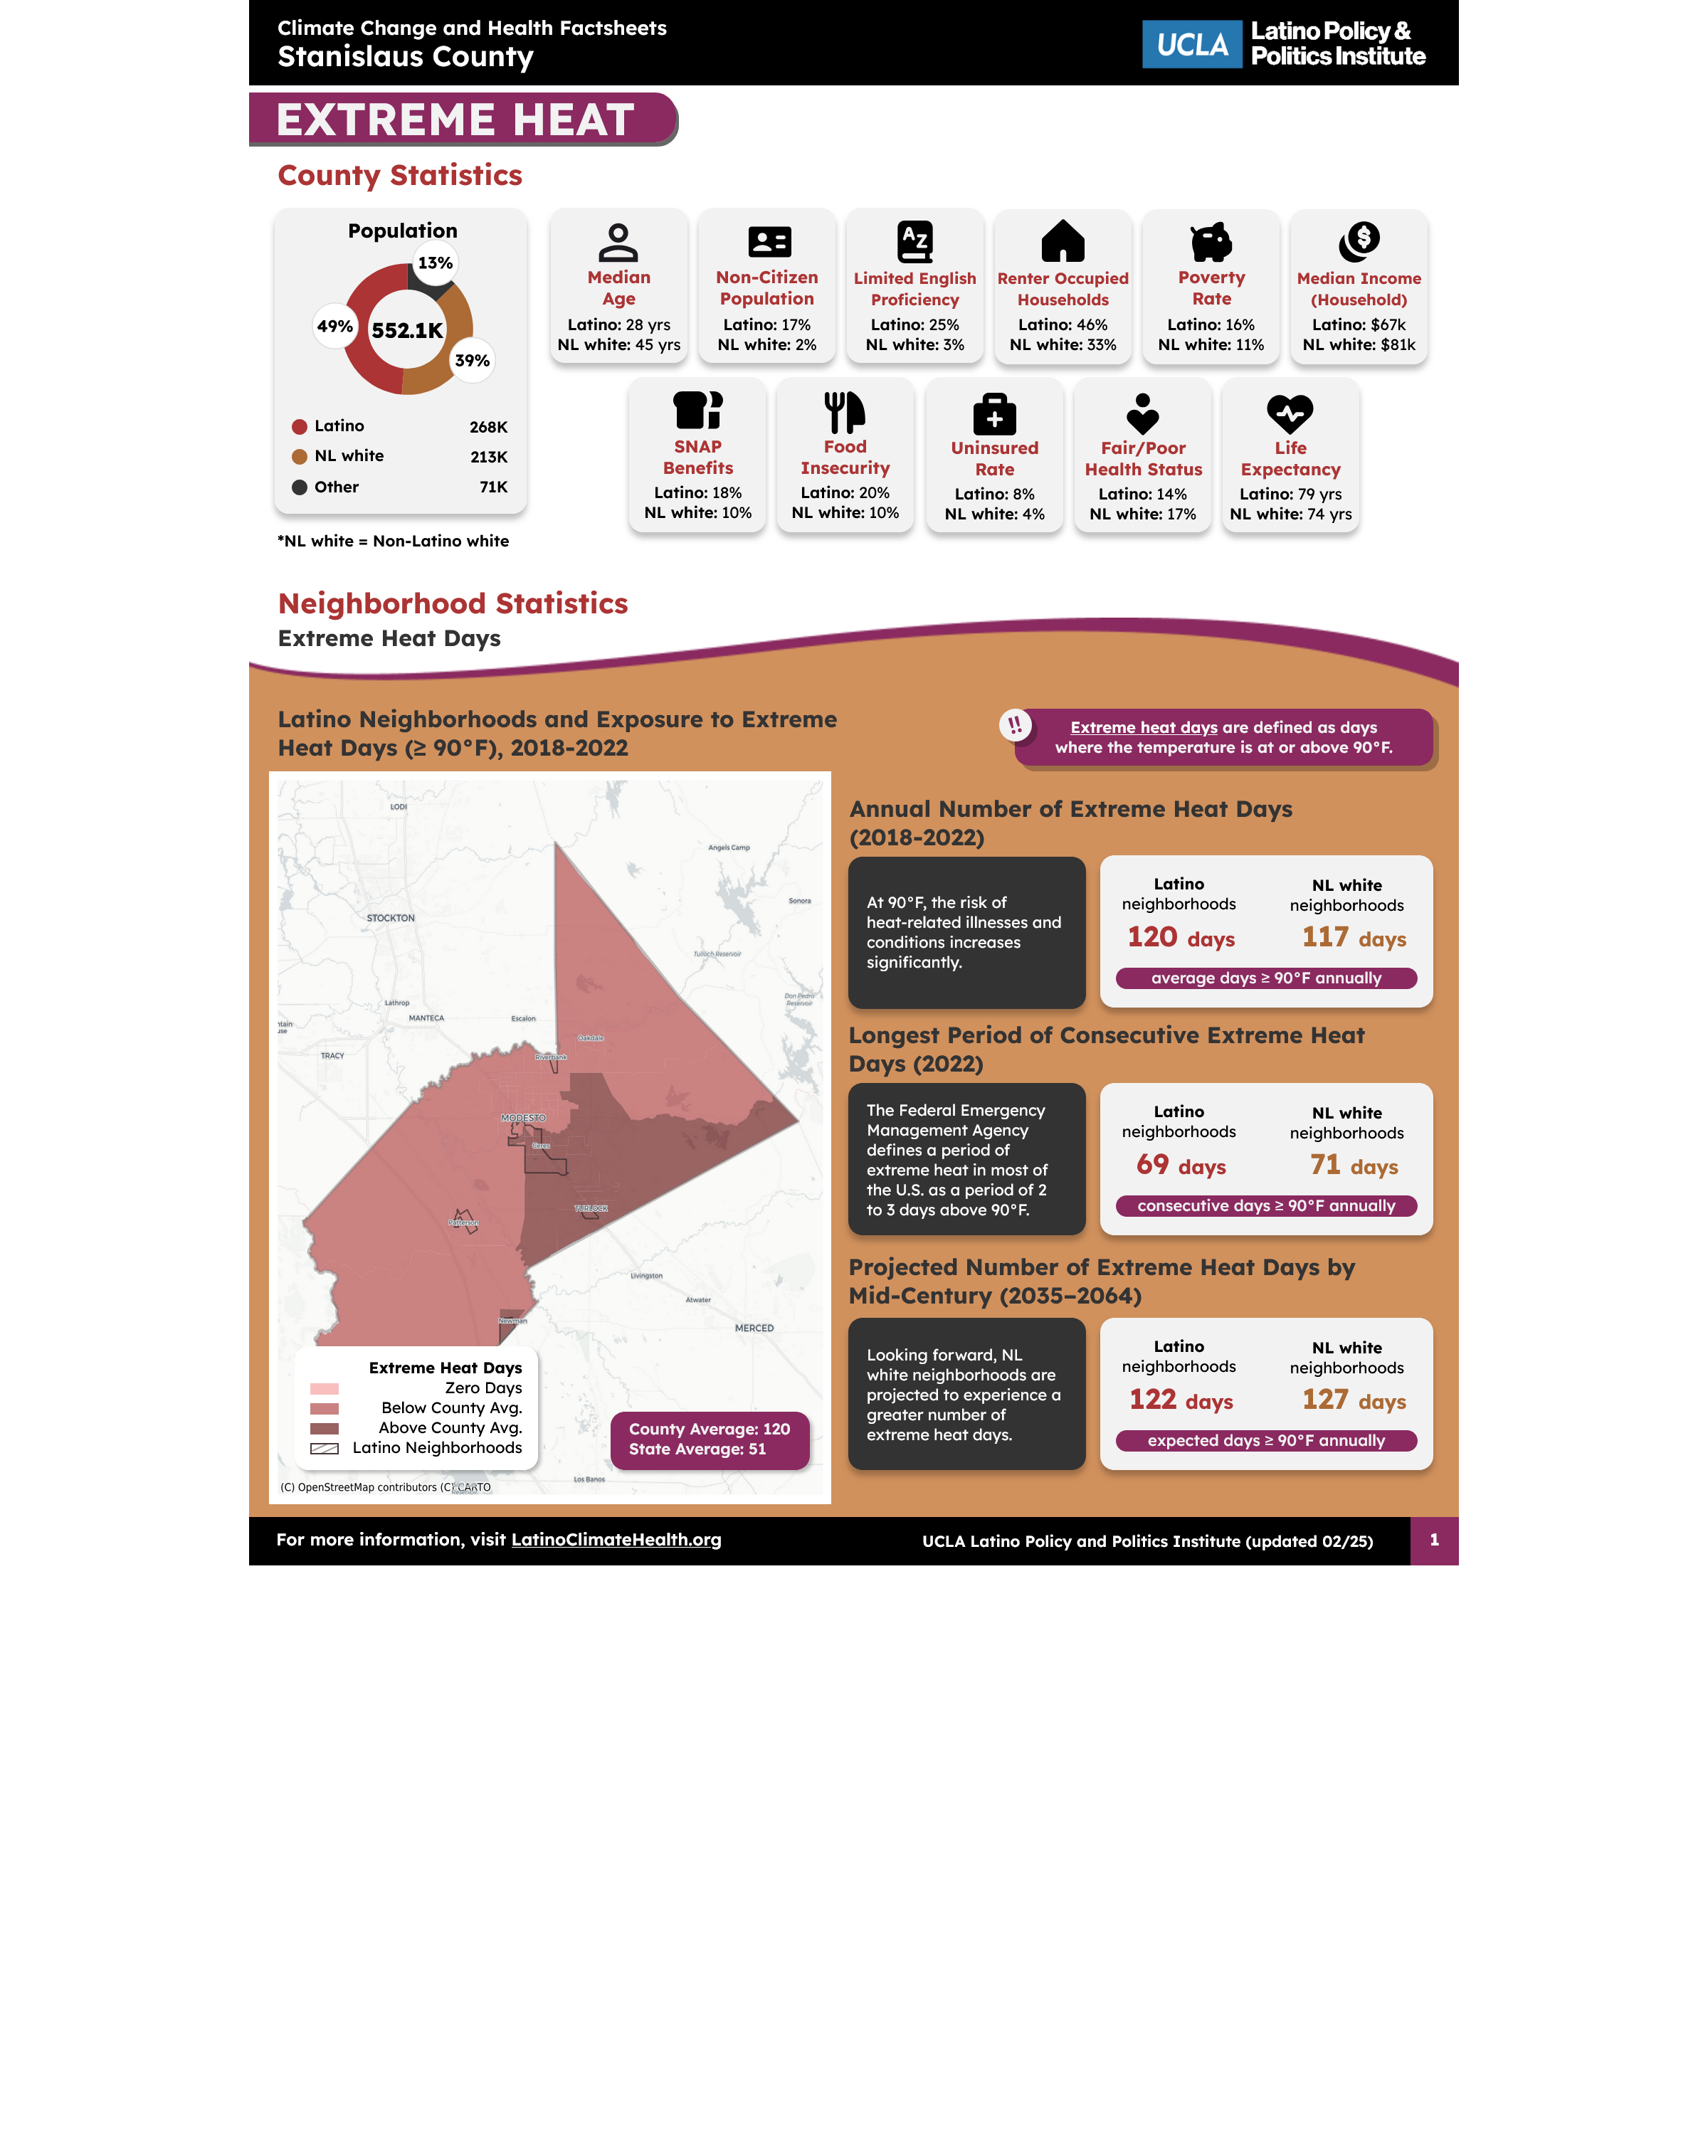 Climate Change and Health Factsheets
Stanislaus County
UCLA
Latino Policy &
Politics Institute
EXTREME HEAT
County Statistics
Population
13%
49%
552.1K
39%
Latino 268K
NL white 213K
Other 71K
*NL white = Non-Latino white
Median
Age
Latino: 28 yrs
NL white: 45 yrs
Non-Citizen
Population
Latino: 17%
NL white: 2%
Limited English
Proficiency
Latino: 25%
NL white: 3%
Renter Occupied
Households
Latino: 46%
NL white: 33%
Poverty
Rate
Latino: 16%
NL white: 11%
Median Income
(Household)
Latino: $67k
NL white: $81k
SNAP
Benefits
Latino: 18%
NL white: 10%
Food
Insecurity
Latino: 20%
NL white: 10%
Uninsured
Rate
Latino: 8%
NL white: 4%
Fair/Poor
Health Status
Latino: 14%
NL white: 17%
Life
Expectancy
Latino: 79 yrs
NL white: 74 yrs
Neighborhood Statistics
Extreme Heat Days
Latino Neighborhoods and Exposure to Extreme
Heat Days (≥ 90°F), 2018-2022
LODI
Angels Camp
Sonora
STOCKTON
Tulloch Reservoir
Don Pedro
Reservoir
Lathrop
MANTECA
Escalon
TRACY
Oakdale
Riverbank
MODESTO
Ceres
TURLOCK
Patterson
Livingston
Atwater
Newman
MERCED
Los Banos
Extreme Heat Days
Zero Days
Below County Avg.
Above County Avg.
Latino Neighborhoods
County Average: 120
State Average: 51
(C) OpenStreetMap contributors (C) CARTO
!!
Extreme heat days are defined as days
where the temperature is at or above 90°F.
Annual Number of Extreme Heat Days
(2018-2022)
At 90°F, the risk of
heat-related illnesses and
conditions increases
significantly.
Latino
neighborhoods
120 days
NL white
neighborhoods
117 days
average days ≥ 90°F annually
Longest Period of Consecutive Extreme Heat
Days (2022)
The Federal Emergency
Management Agency
defines a period of
extreme heat in most of
the U.S. as a period of 2
to 3 days above 90°F.
Latino
neighborhoods
69 days
NL white
neighborhoods
71 days
consecutive days ≥ 90°F annually
Projected Number of Extreme Heat Days by
Mid-Century (2035–2064)
Looking forward, NL
white neighborhoods are
projected to experience a
greater number of
extreme heat days.
Latino
neighborhoods
122 days
NL white
neighborhoods
127 days
expected days ≥ 90°F annually
For more information, visit LatinoClimateHealth.org
UCLA Latino Policy and Politics Institute (updated 02/25)
1